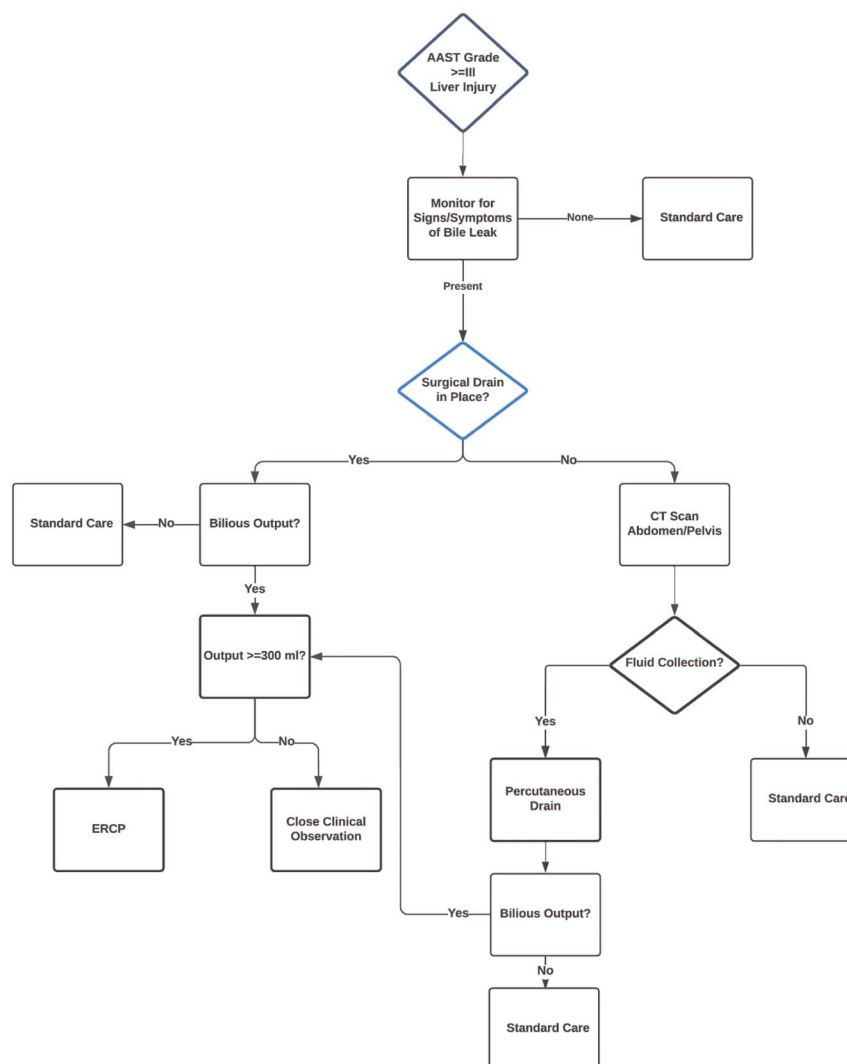 AAST Grade
>=III
Liver Injury
Monitor for
Signs/Symptoms
of Bile Leak
None
Standard Care
Present
Surgical Drain
in Place?
Yes
No
Standard Care
No
Bilious Output?
CT Scan
Abdomen/Pelvis
Yes
Output >=300 ml?
Fluid Collection?
Yes
No
Yes
No
ERCP
Close Clinical
Observation
Percutaneous
Drain
Standard Care
Yes
Bilious Output?
No
Standard Care